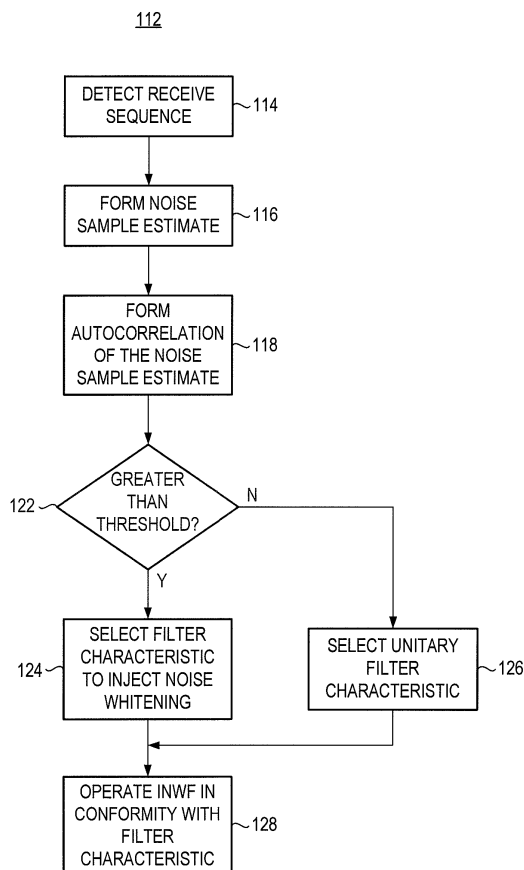 112
DETECT RECEIVE
SEQUENCE
114
FORM NOISE
SAMPLE ESTIMATE
116
FORM
AUTOCORRELATION
OF THE NOISE
SAMPLE ESTIMATE
118
GREATER
THAN
THRESHOLD?
122
N
Y
SELECT FILTER
CHARACTERISTIC
TO INJECT NOISE
WHITENING
124
SELECT UNITARY
FILTER
CHARACTERISTIC
126
OPERATE INWF IN
CONFORMITY WITH
FILTER
CHARACTERISTIC
128